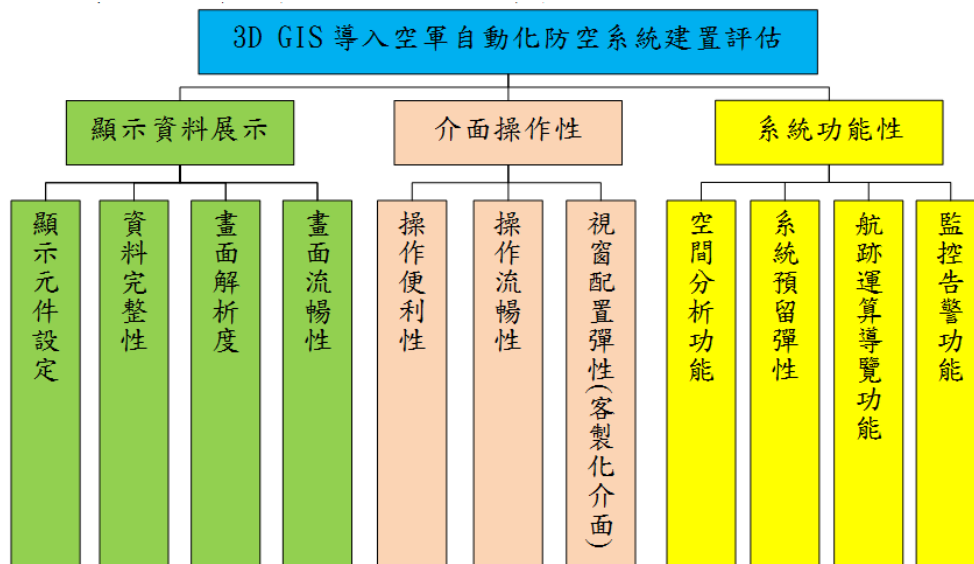 3D GIS 導入空軍自動化防空系統建置評估
顯示資料展示
介面操作性
系統功能性
顯示元件設定
資料完整性
畫面解析度
畫面流暢性
操作便利性
操作流暢性
視窗配置彈性(客製化介面)
空間分析功能
系統預留彈性
航跡運算導覽功能
監控告警功能